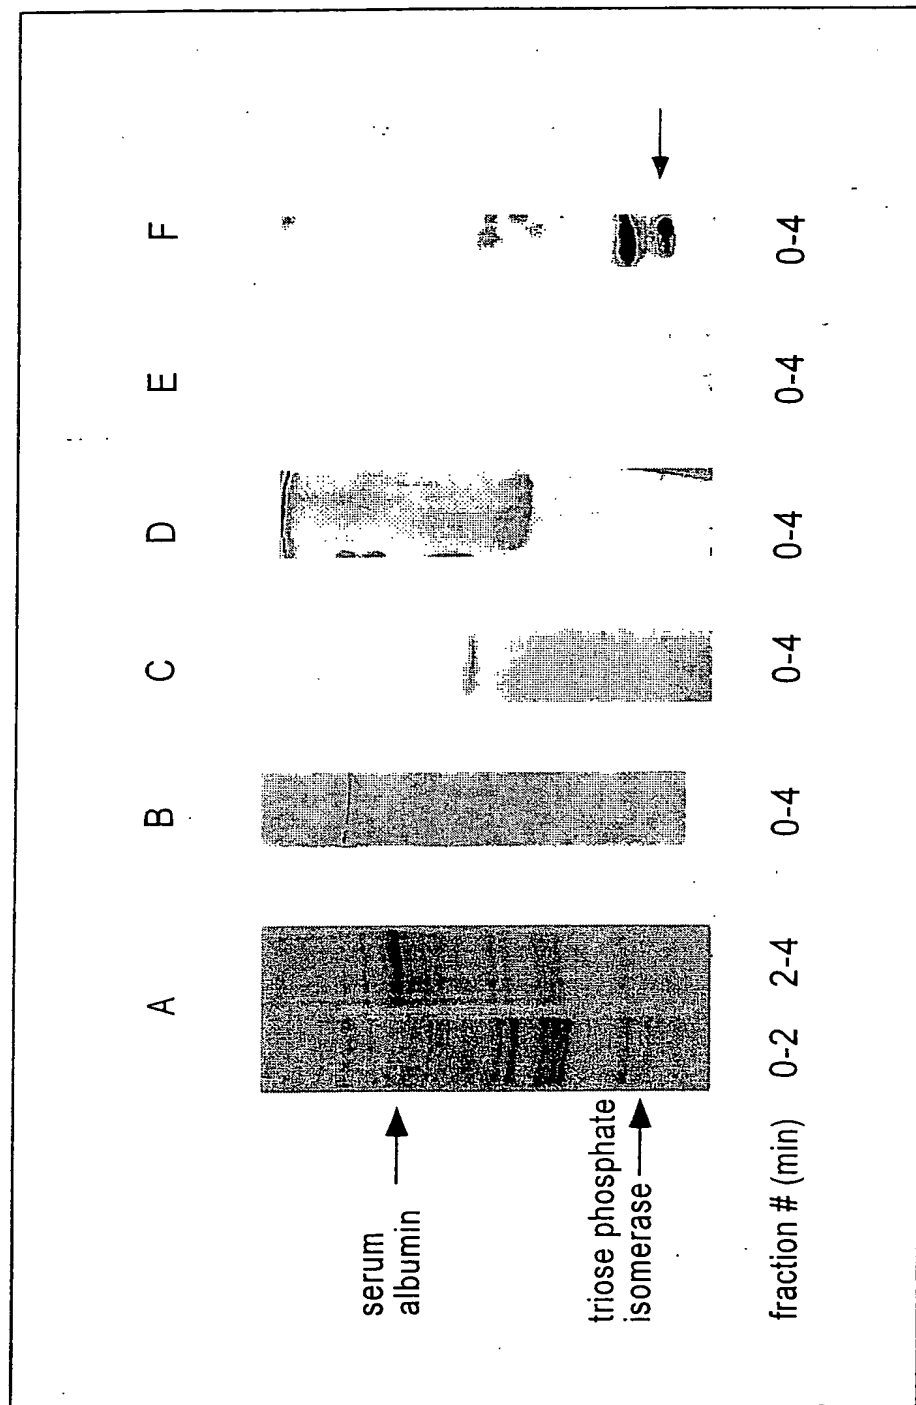 A B C D E F
serum
albumin
triose phosphate
isomerase
fraction # (min) 0-2 2-4 0-4 0-4 0-4 0-4 0-4